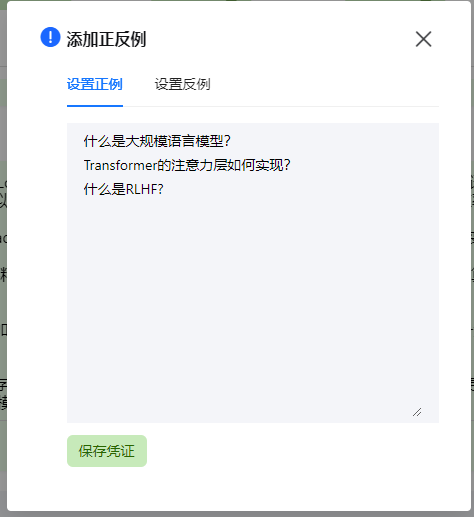 添加正反例
设置正例 设置反例
什么是大规模语言模型?
Transformer的注意力层如何实现?
什么是RLHF?
保存凭证